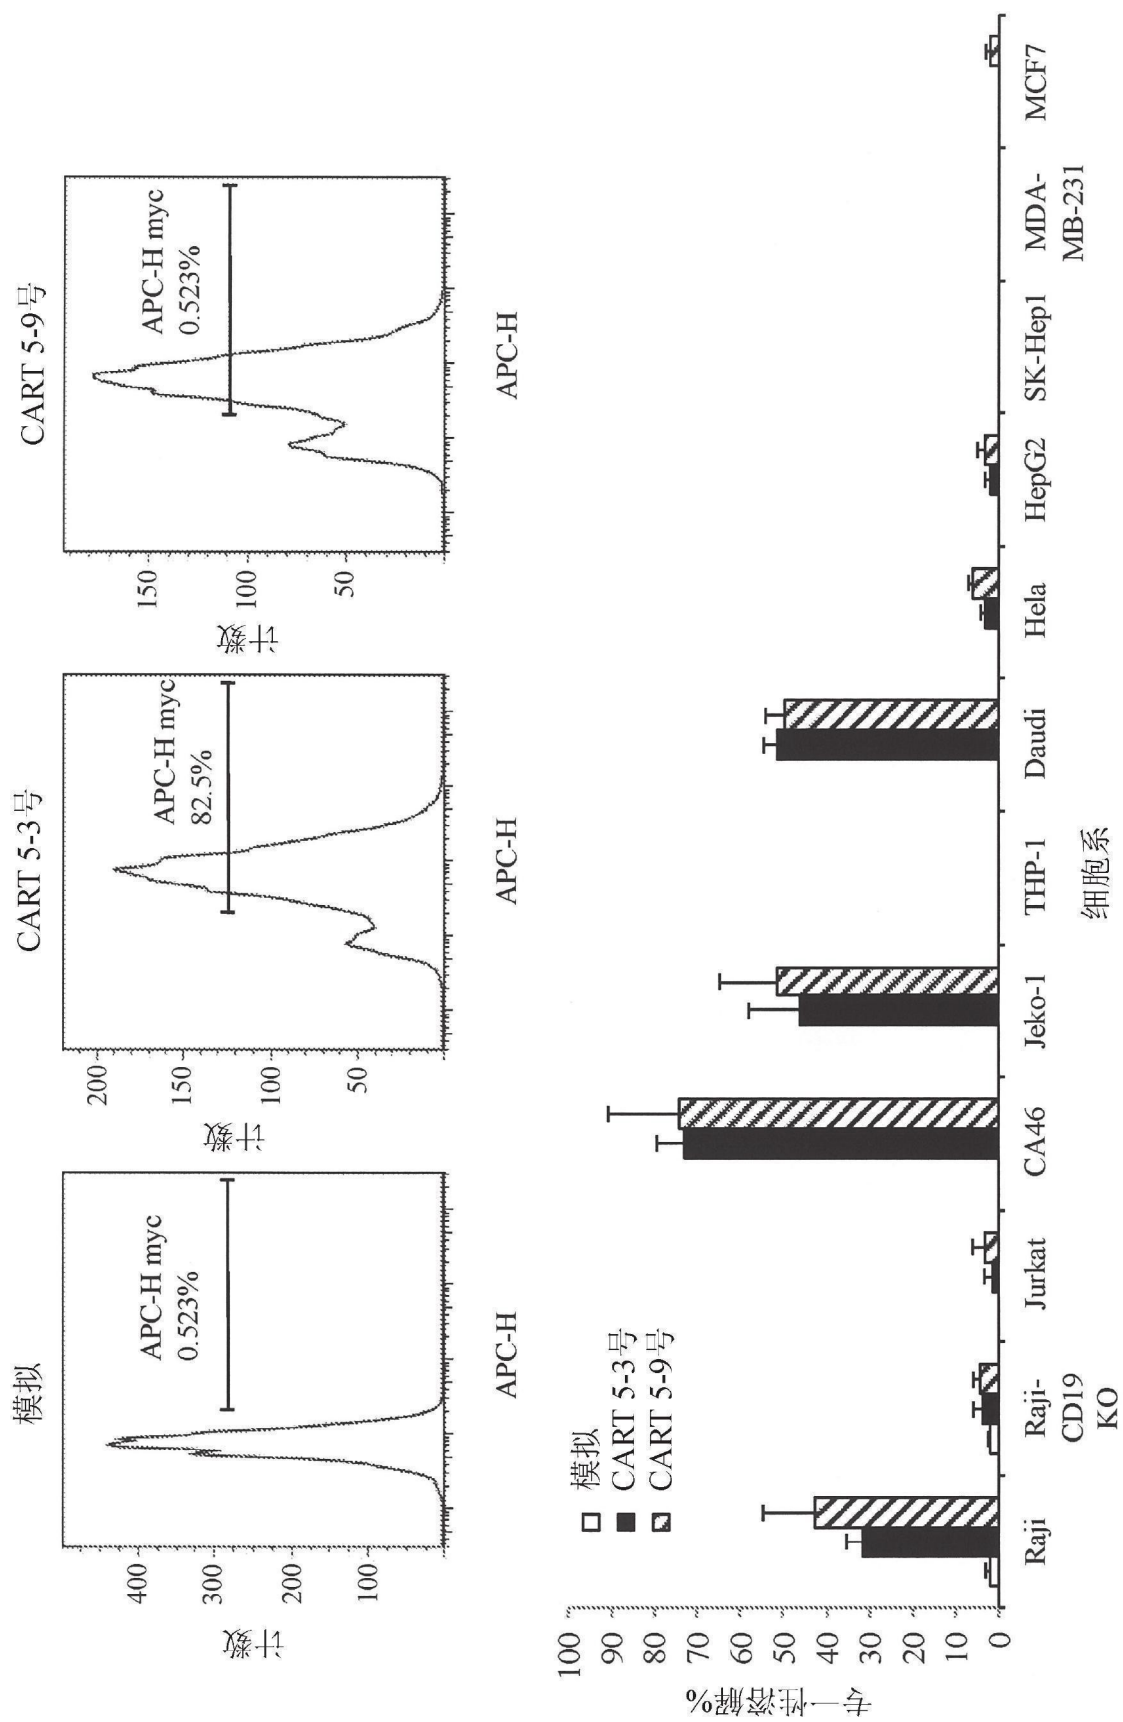 模拟
计数
400
300
200
100
APC-H myc
0.523%
APC-H
CART 5-3号
计数
200
150
100
50
APC-H myc
82.5%
APC-H
CART 5-9号
计数
150
100
50
APC-H myc
0.523%
APC-H
专一性溶解%
100
90
80
70
60
50
40
30
20
10
0
模拟
CART 5-3号
CART 5-9号
Raji
Raji-
CD19
KO
Jurkat
CA46
Jeko-1
THP-1
Daudi
Hela
HepG2
SK-Hep1
MDA-
MB-231
MCF7
细胞系